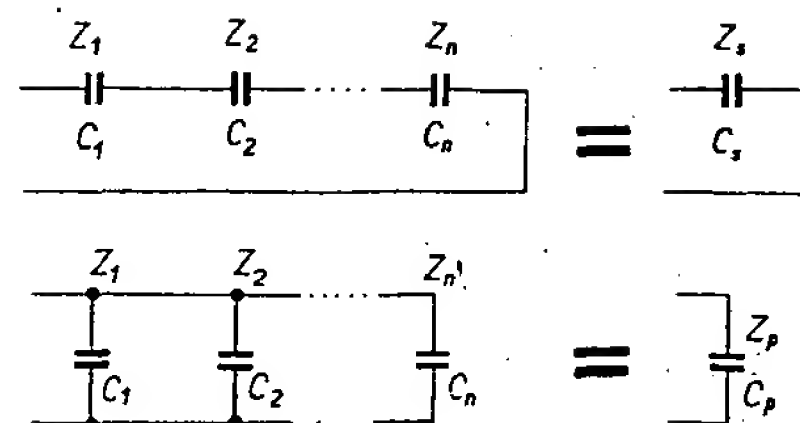 Z₁ Z₂ Zₙ Zₛ
C₁ C₂ Cₙ = Cₛ
Z₁ Z₂ Zₙ
Zₚ
C₁ C₂ Cₙ = Cₚ